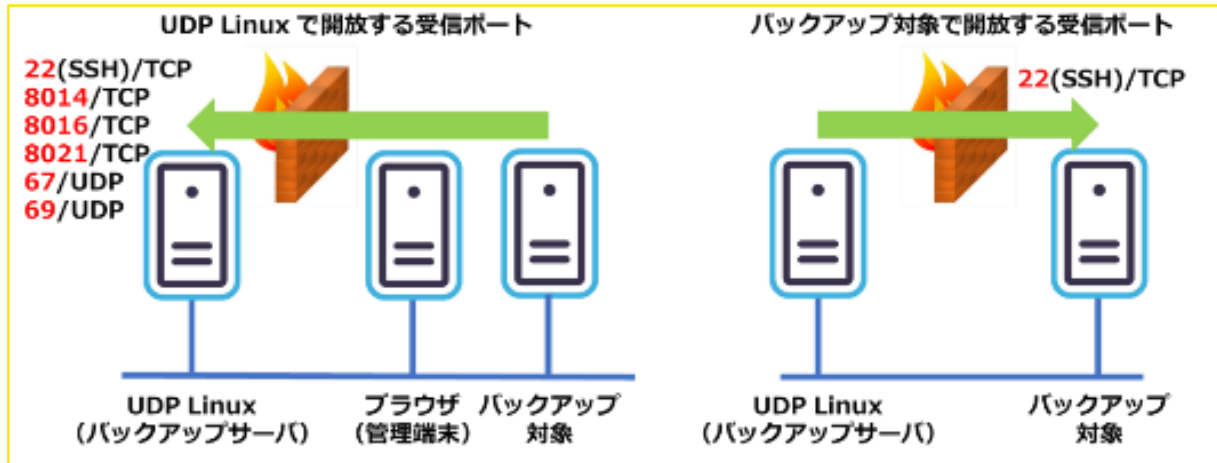 UDP Linux で開放する受信ポート
22(SSH)/TCP
8014/TCP
8016/TCP
8021/TCP
67/UDP
69/UDP
UDP Linux
（バックアップサーバ）
ブラウザ
（管理端末）
バックアップ
対象
バックアップ対象で開放する受信ポート
22(SSH)/TCP
UDP Linux
（バックアップサーバ）
バックアップ
対象